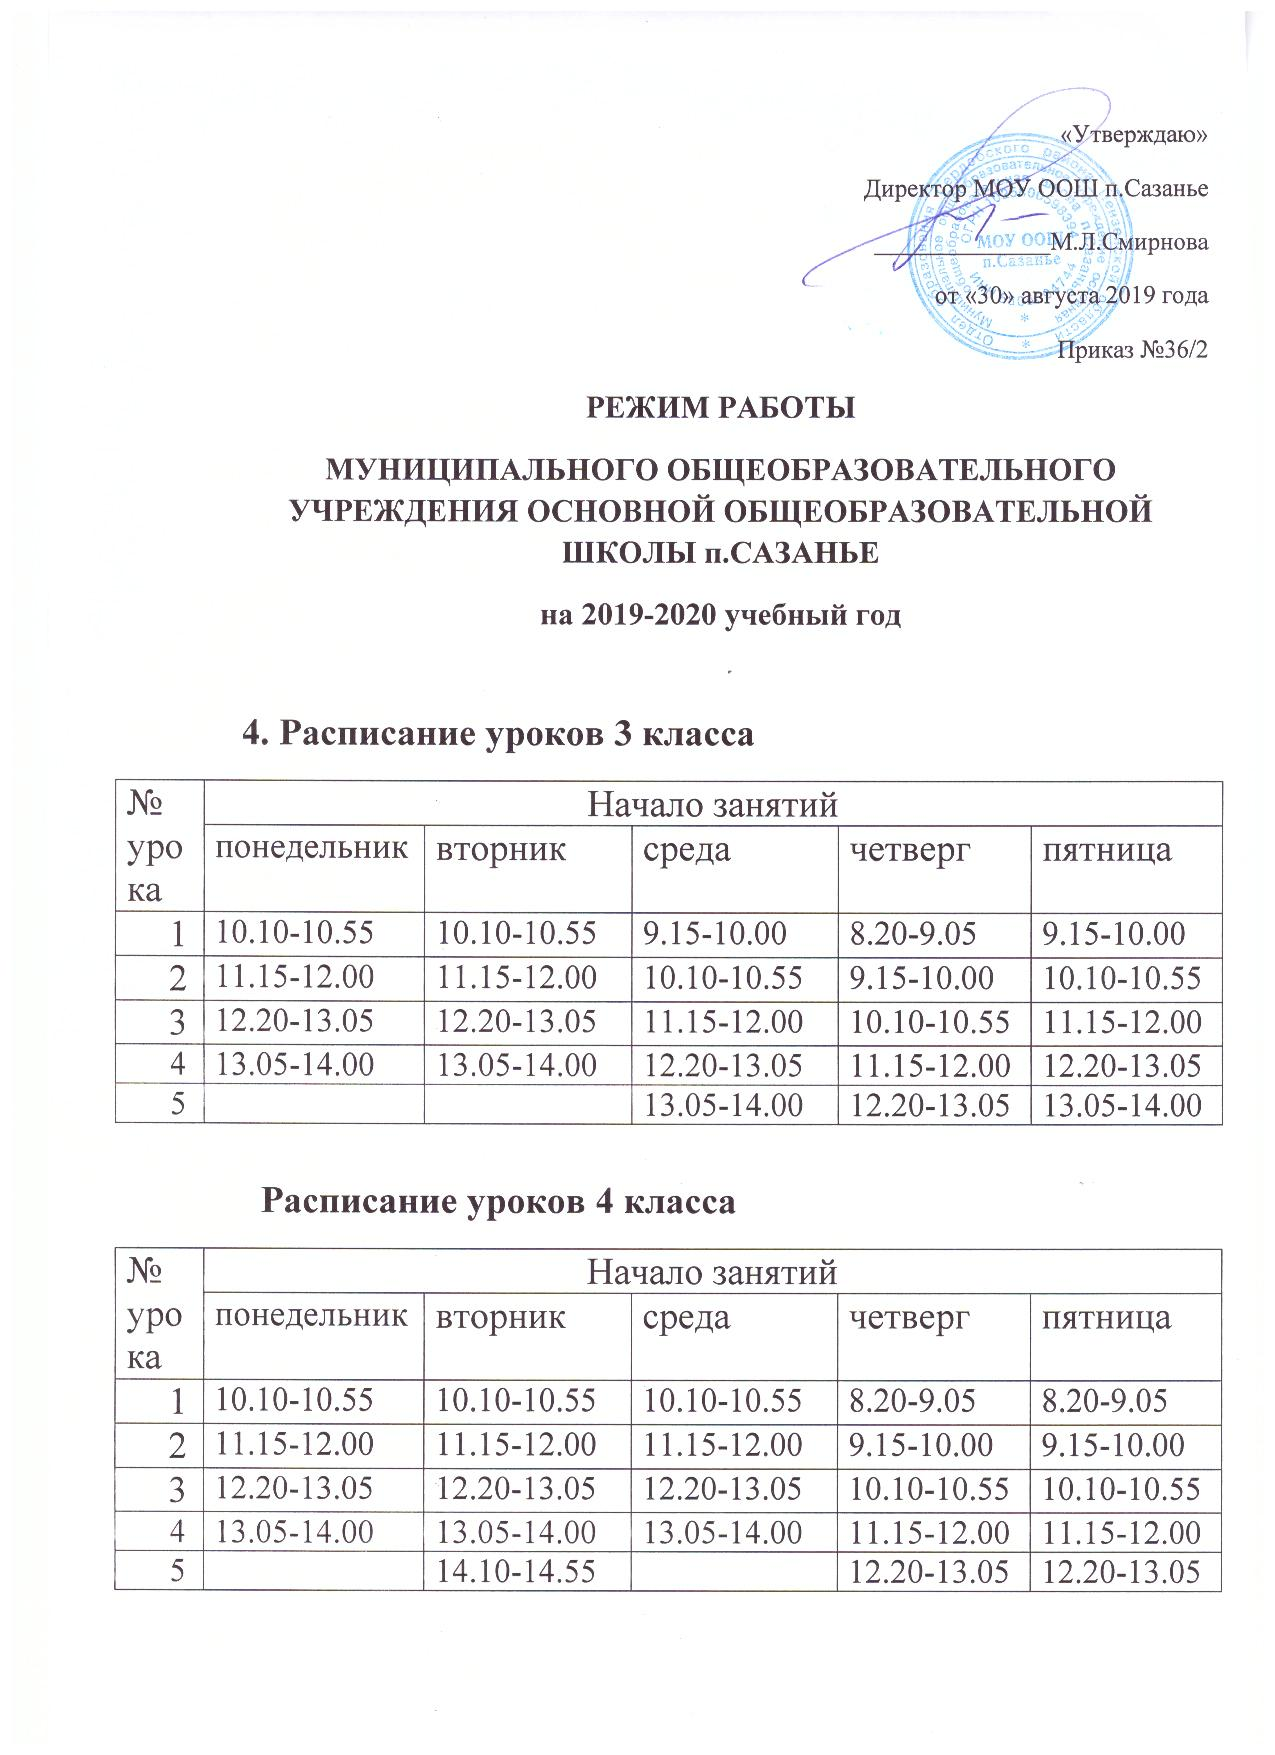 «Утверждаю»
Директор МОУ ООШ п.Сазанье
______________М.Л.Смирнова
от «30» августа 2019 года
Приказ №36/2
МОУ ООШ
п.Сазанье
РЕЖИМ РАБОТЫ
МУНИЦИПАЛЬНОГО ОБЩЕОБРАЗОВАТЕЛЬНОГО
УЧРЕЖДЕНИЯ ОСНОВНОЙ ОБЩЕОБРАЗОВАТЕЛЬНОЙ
ШКОЛЫ п.САЗАНЬЕ
на 2019-2020 учебный год
4. Расписание уроков 3 класса
№ уро ка Начало занятий
понедельник вторник среда четверг пятница
1 10.10-10.55 10.10-10.55 9.15-10.00 8.20-9.05 9.15-10.00
2 11.15-12.00 11.15-12.00 10.10-10.55 9.15-10.00 10.10-10.55
3 12.20-13.05 12.20-13.05 11.15-12.00 10.10-10.55 11.15-12.00
4 13.05-14.00 13.05-14.00 12.20-13.05 11.15-12.00 12.20-13.05
5 13.05-14.00 12.20-13.05 13.05-14.00
Расписание уроков 4 класса
№ уро ка Начало занятий
понедельник вторник среда четверг пятница
1 10.10-10.55 10.10-10.55 10.10-10.55 8.20-9.05 8.20-9.05
2 11.15-12.00 11.15-12.00 11.15-12.00 9.15-10.00 9.15-10.00
3 12.20-13.05 12.20-13.05 12.20-13.05 10.10-10.55 10.10-10.55
4 13.05-14.00 13.05-14.00 13.05-14.00 11.15-12.00 11.15-12.00
5 14.10-14.55 12.20-13.05 12.20-13.05